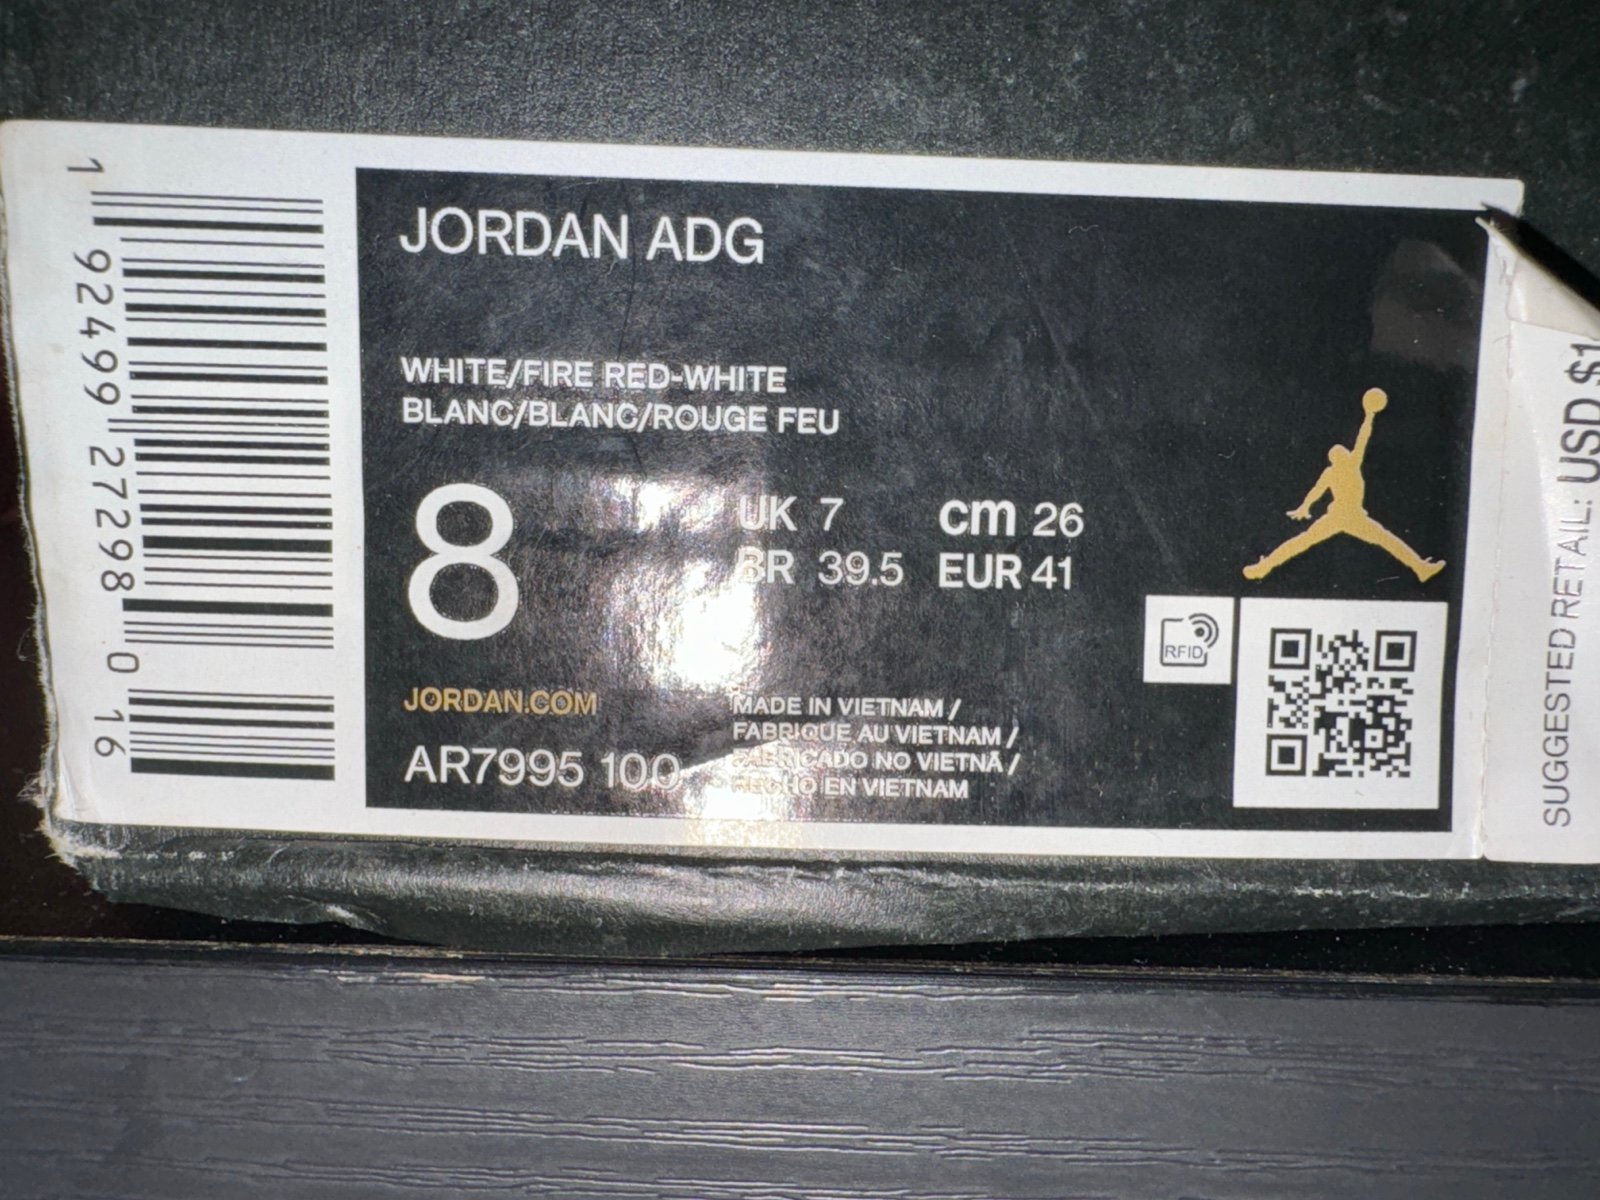 JORDAN ADG
WHITE/FIRE RED-WHITE
BLANC/BLANC/ROUGE FEU
8
UK 7
cm 26
BR 39.5
EUR 41
RFID
JORDAN.COM
AR7995 100
MADE IN VIETNAM /
FABRIQUE AU VIETNAM /
FABRICADO NO VIETNÃ /
HECHO EN VIETNAM
1 92499 27298 0 16
SUGGESTED RETAIL: USD